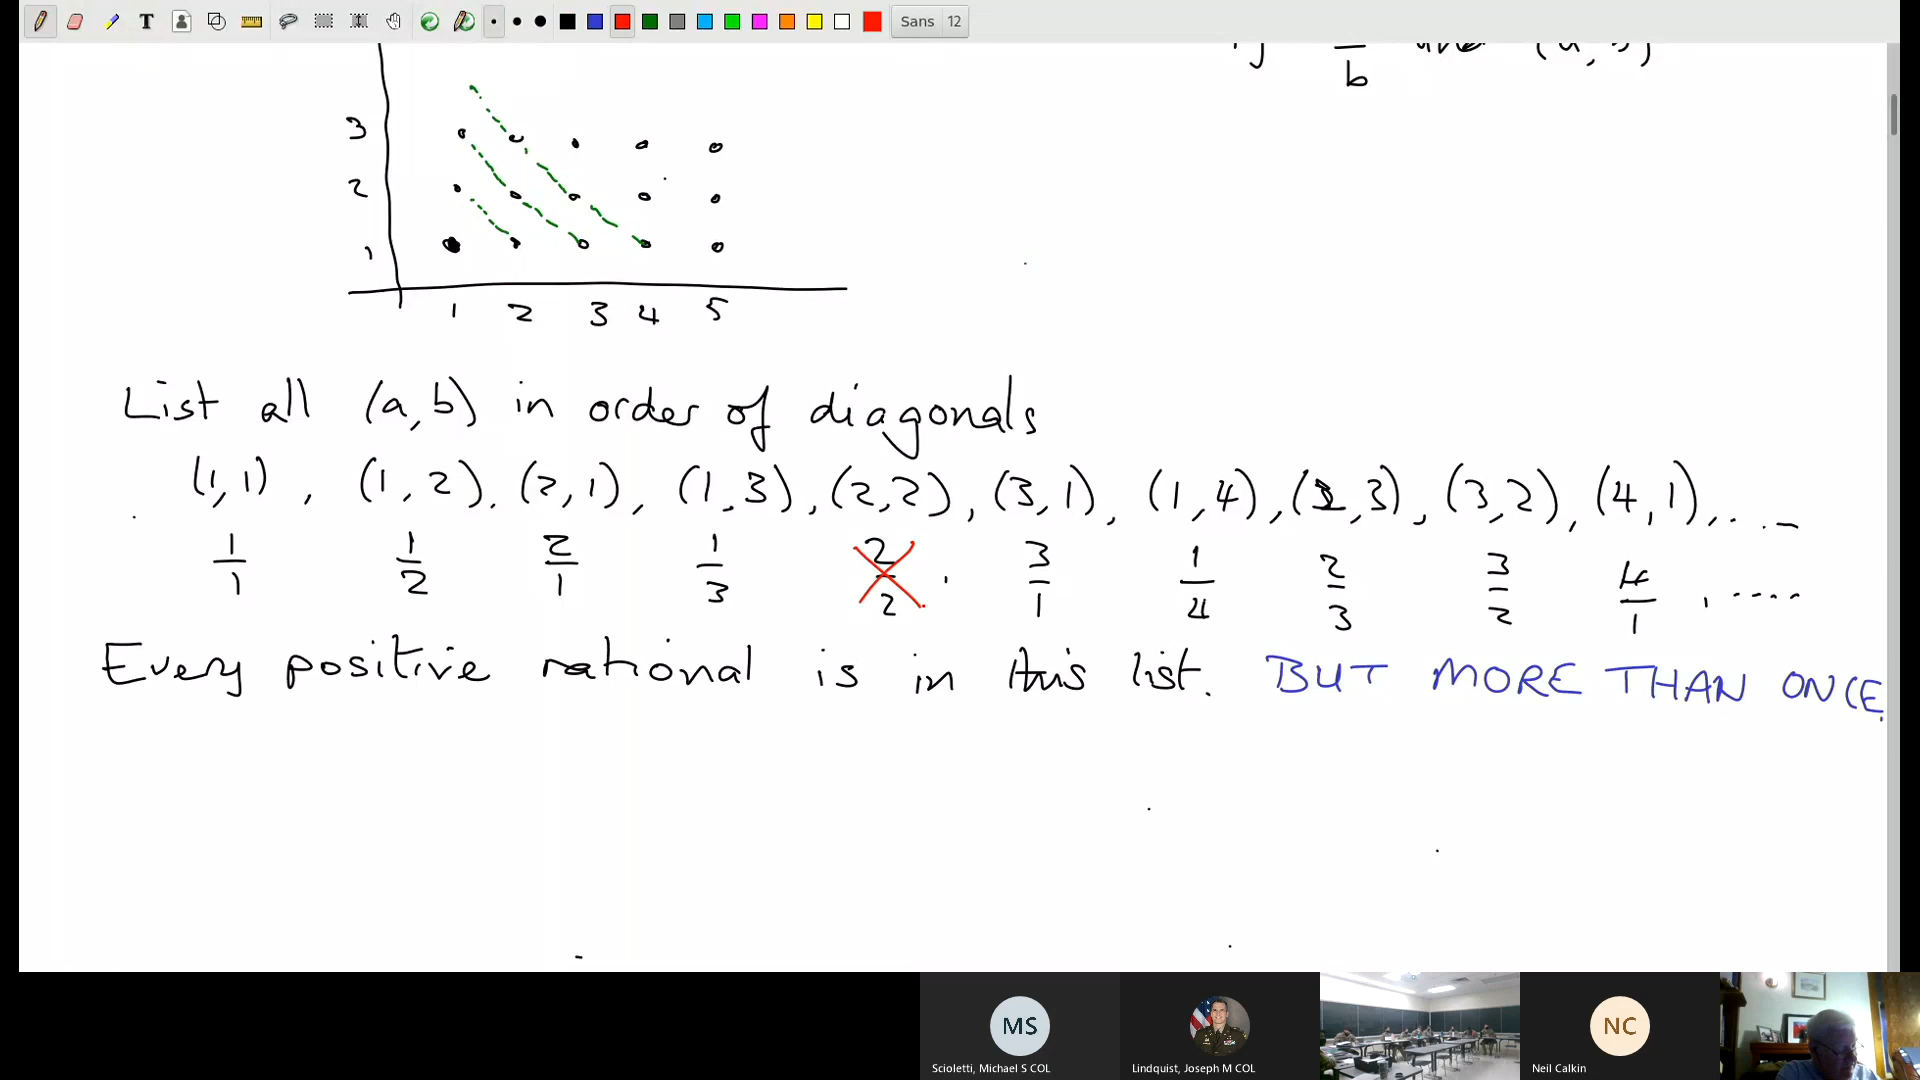 Sans 12
b
3
2
1
1 2 3 4 5
List all (a,b) in order of diagonals
(1,1), (1,2), (2,1), (1,3), (2,2), (3,1), (1,4), (2,3), (3,2), (4,1), ....
1/1 1/2 2/1 1/3 2/2 3/1 1/4 2/3 3/2 4/1, ....
Every positive rational is in this list. BUT MORE THAN ONCE.
MS
NC
Scioletti, Michael S COL
Lindquist, Joseph M COL
Neil Calkin